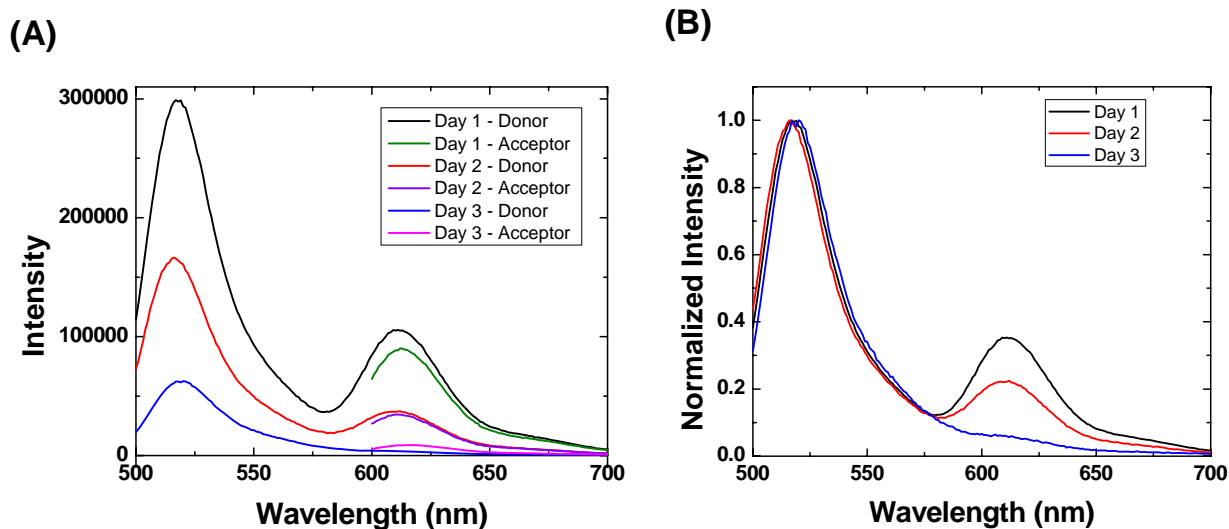 (A)
Intensity
300000
200000
100000
0
500
550
600
650
700
Wavelength (nm)
Day 1 - Donor
Day 1 - Acceptor
Day 2 - Donor
Day 2 - Acceptor
Day 3 - Donor
Day 3 - Acceptor
(B)
Normalized Intensity
1.0
0.8
0.6
0.4
0.2
0.0
500
550
600
650
700
Wavelength (nm)
Day 1
Day 2
Day 3